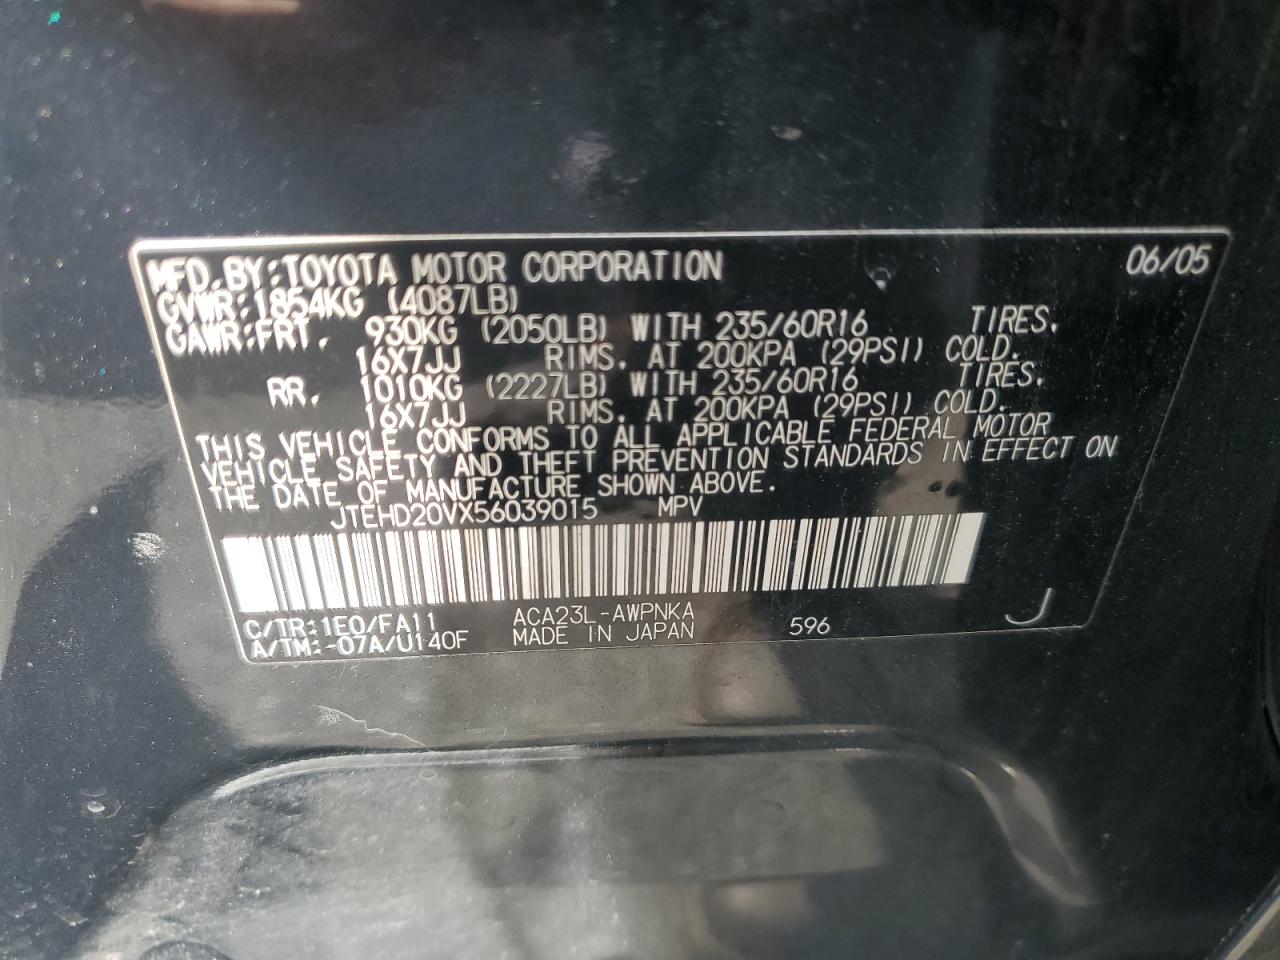 MFD.BY:TOYOTA MOTOR CORPORATION 06/05
GVWR:1854KG (4087LB)
GAWR:FRT. 930KG (2050LB) WITH 235/60R16 TIRES.
16X7JJ RIMS, AT 200KPA (29PSI) COLD.
RR. 1010KG (2227LB) WITH 235/60R16 TIRES.
16X7JJ RIMS, AT 200KPA (29PSI) COLD.
THIS VEHICLE CONFORMS TO ALL APPLICABLE FEDERAL MOTOR
VEHICLE SAFETY AND THEFT PREVENTION STANDARDS IN EFFECT ON
THE DATE OF MANUFACTURE SHOWN ABOVE.
JTEHD20VX56039015 MPV
C/TR:1E0/FA11 ACA23L-AWPNKA J
A/TM:-07A/U140F MADE IN JAPAN 596